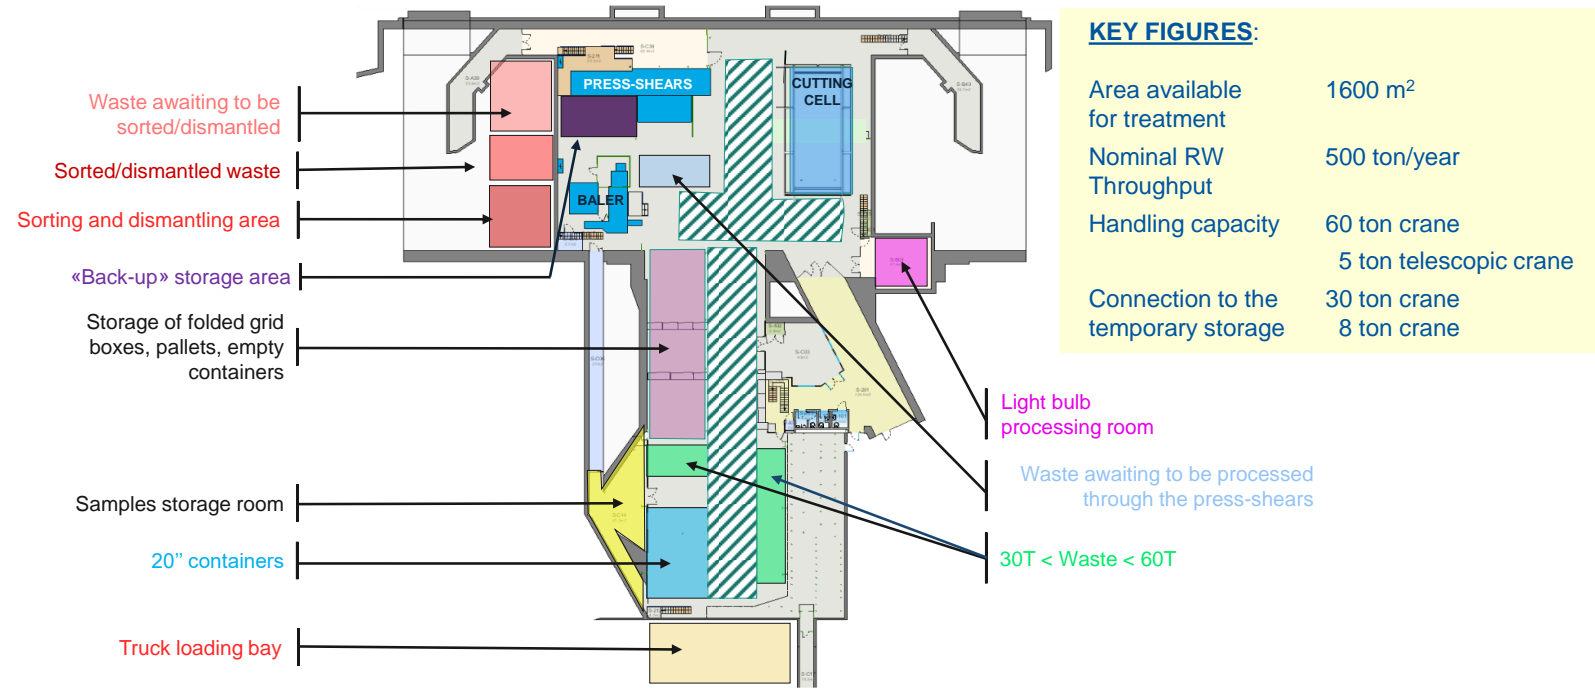 KEY FIGURES:
Area available 1600 m²
for treatment
Nominal RW 500 ton/year
Throughput
Handling capacity 60 ton crane
5 ton telescopic crane
Connection to the 30 ton crane
temporary storage 8 ton crane
PRESS-SHEARS
CUTTING
CELL
BALER
Waste awaiting to be
sorted/dismantled
Sorted/dismantled waste
Sorting and dismantling area
«Back-up» storage area
Storage of folded grid
boxes, pallets, empty
containers
Samples storage room
20’’ containers
Truck loading bay
Light bulb
processing room
Waste awaiting to be processed
through the press-shears
30T < Waste < 60T